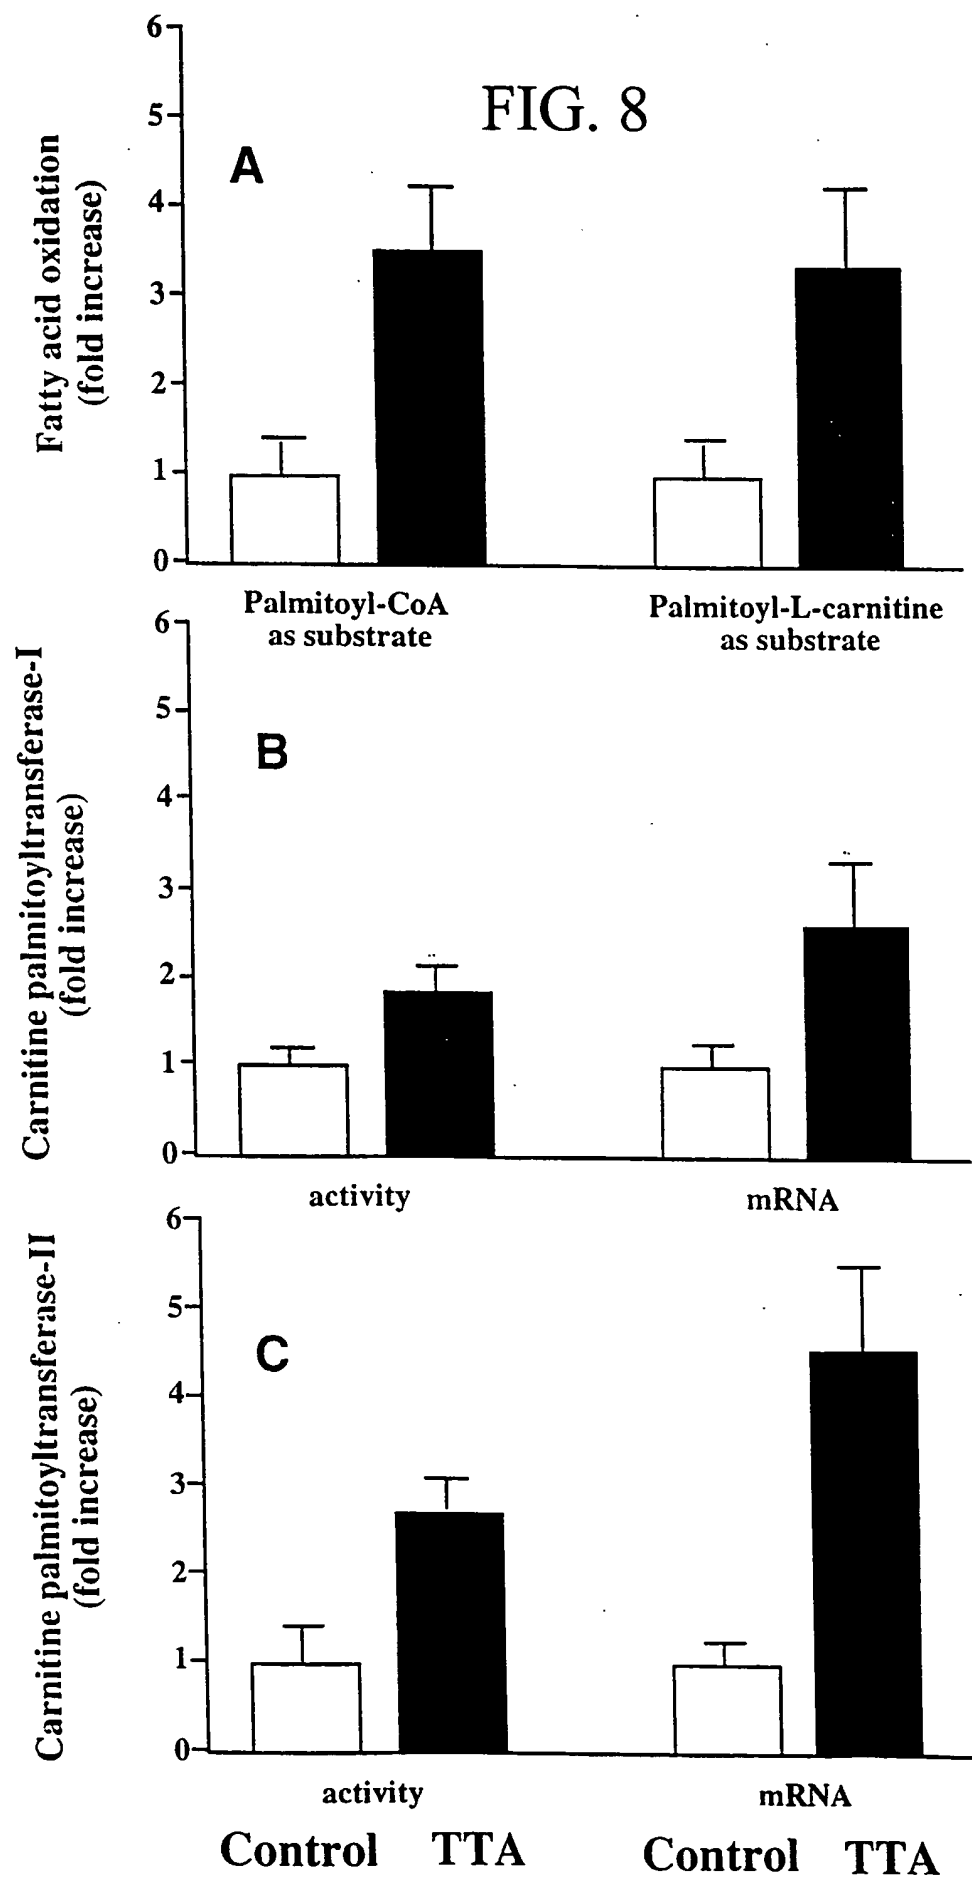 FIG. 8
A
Fatty acid oxidation
(fold increase)
6
5
4
3
2
1
0
Palmitoyl-CoA
as substrate
Palmitoyl-L-carnitine
as substrate
B
Carnitine palmitoyltransferase-I
(fold increase)
6
5
4
3
2
1
0
activity
mRNA
C
Carnitine palmitoyltransferase-II
(fold increase)
6
5
4
3
2
1
0
activity
mRNA
Control TTA
Control TTA